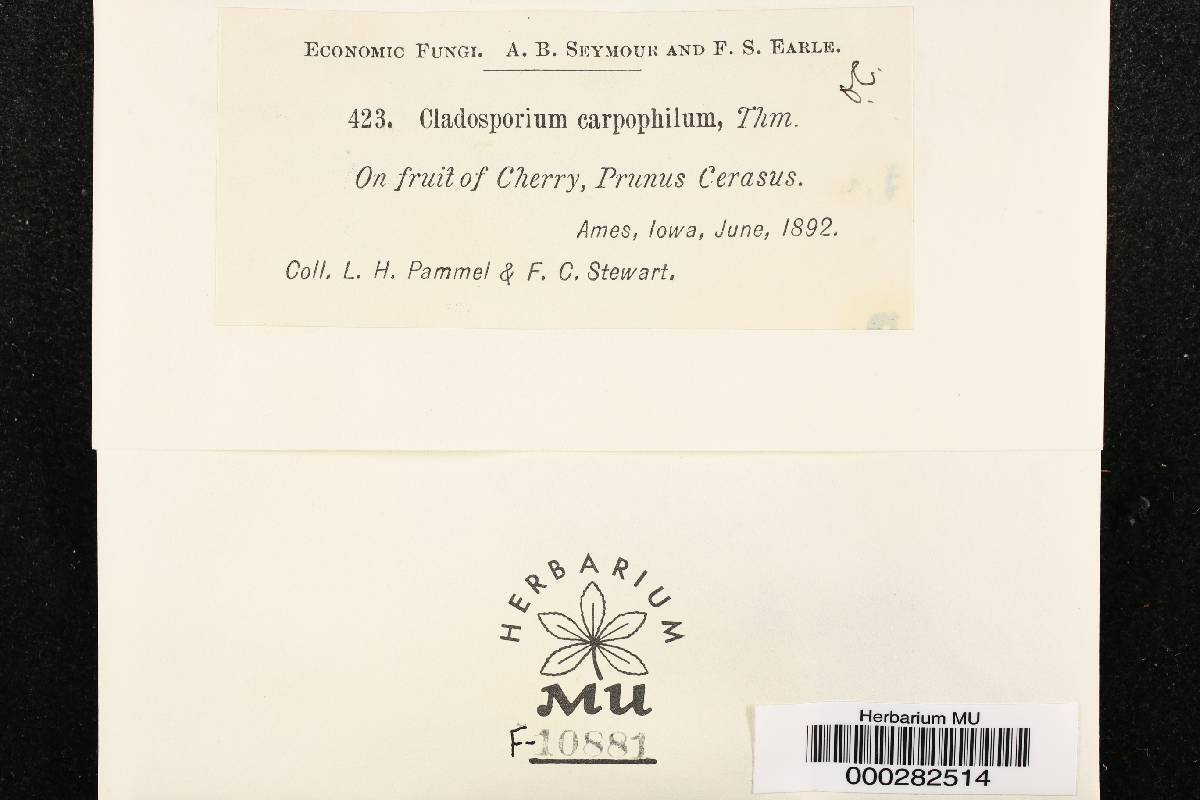 ECONOMIC FUNGI. A. B. SEYMOUR AND F. S. EARLE.
423. Cladosporium carpophilum, Thm.
On fruit of Cherry, Prunus Cerasus.
Ames, Iowa, June, 1892.
Coll. L. H. Pammel & F. C. Stewart.
HERBARIUM
MU
F-10881
Herbarium MU
000282514